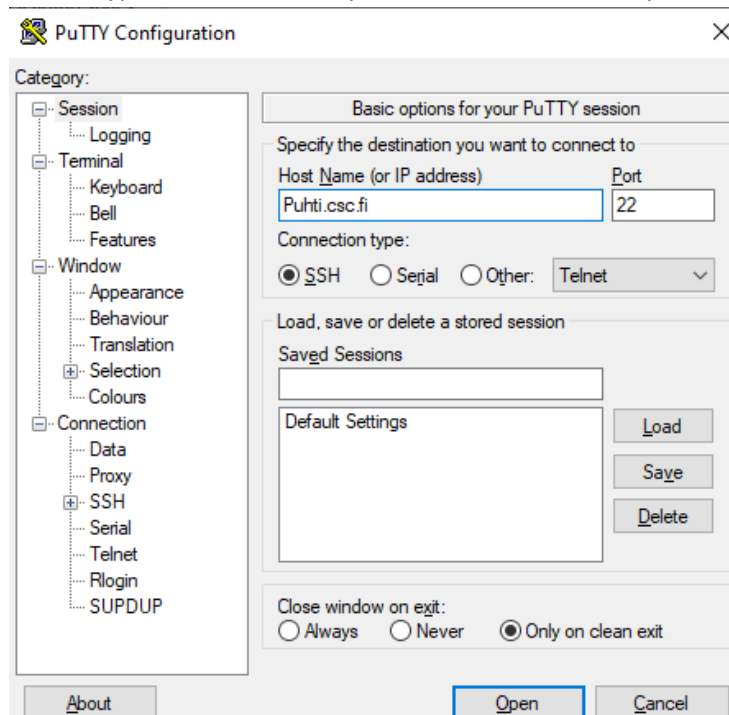 PuTTY Configuration
Category:
Session
Logging
Terminal
Keyboard
Bell
Features
Window
Appearance
Behaviour
Translation
Selection
Colours
Connection
Data
Proxy
SSH
Serial
Telnet
Rlogin
SUPDUP
Basic options for your PuTTY session
Specify the destination you want to connect to
Host Name (or IP address) Port
Puhti.csc.fi 22
Connection type:
SSH Serial Other: Telnet
Load, save or delete a stored session
Saved Sessions
Default Settings
Load
Save
Delete
Close window on exit:
Always Never Only on clean exit
About Open Cancel